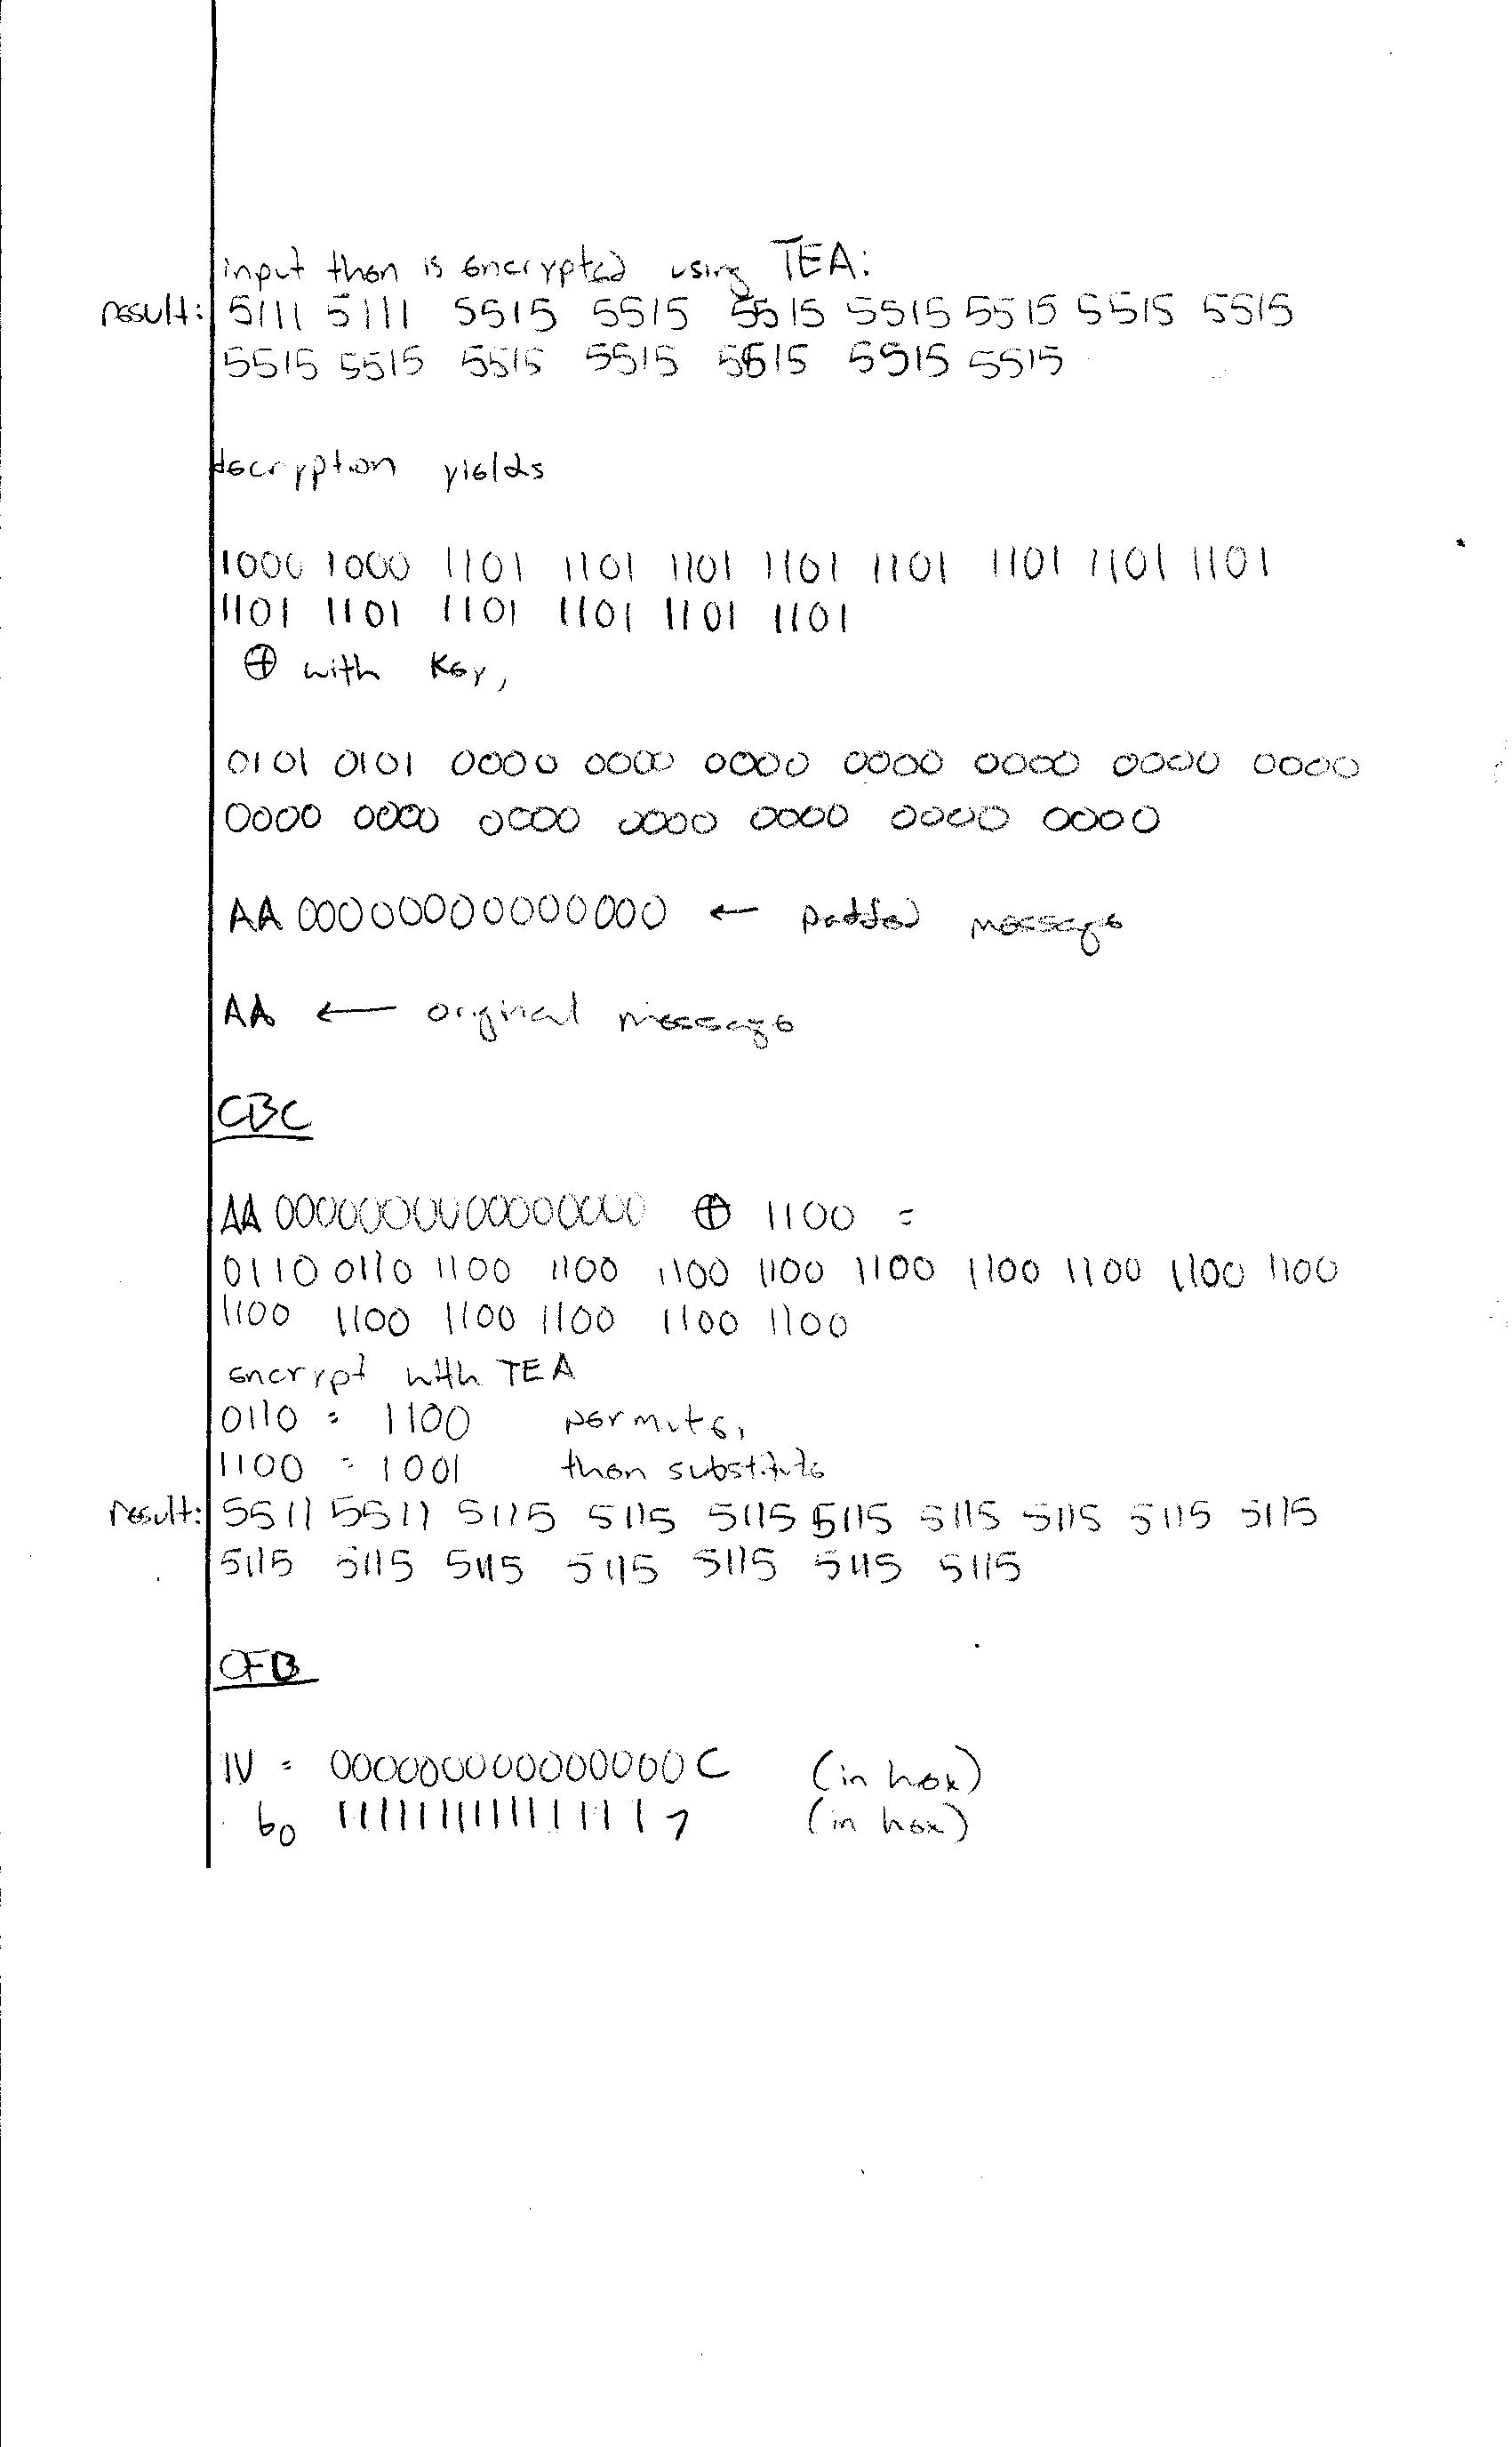 input then is encrypted using TEA:
result: 5111 5111 5515 5515 5515 5515 5515 5515 5515
5515 5515 5515 5515 5515 5515 5515
decryption yields
1000 1000 1101 1101 1101 1101 1101 1101 1101 1101
1101 1101 1101 1101 1101 1101
⊕ with key,
0101 0101 0000 0000 0000 0000 0000 0000 0000
0000 0000 0000 0000 0000 0000 0000
AA 00000000000000 ← padded message
AA ← original message
CBC
AA 00000000000000 ⊕ 1100 =
0110 0110 1100 1100 1100 1100 1100 1100 1100 1100 1100
1100 1100 1100 1100 1100 1100
encrypt with TEA
0110 = 1100 permute,
1100 = 1001 then substitute
result: 5511 5511 5115 5115 5115 5115 5115 5115 5115 5115
5115 5115 5115 5115 5115 5115 5115
OFB
IV = 000000000000000C (in hex)
b0 1111111111111117 (in hex)